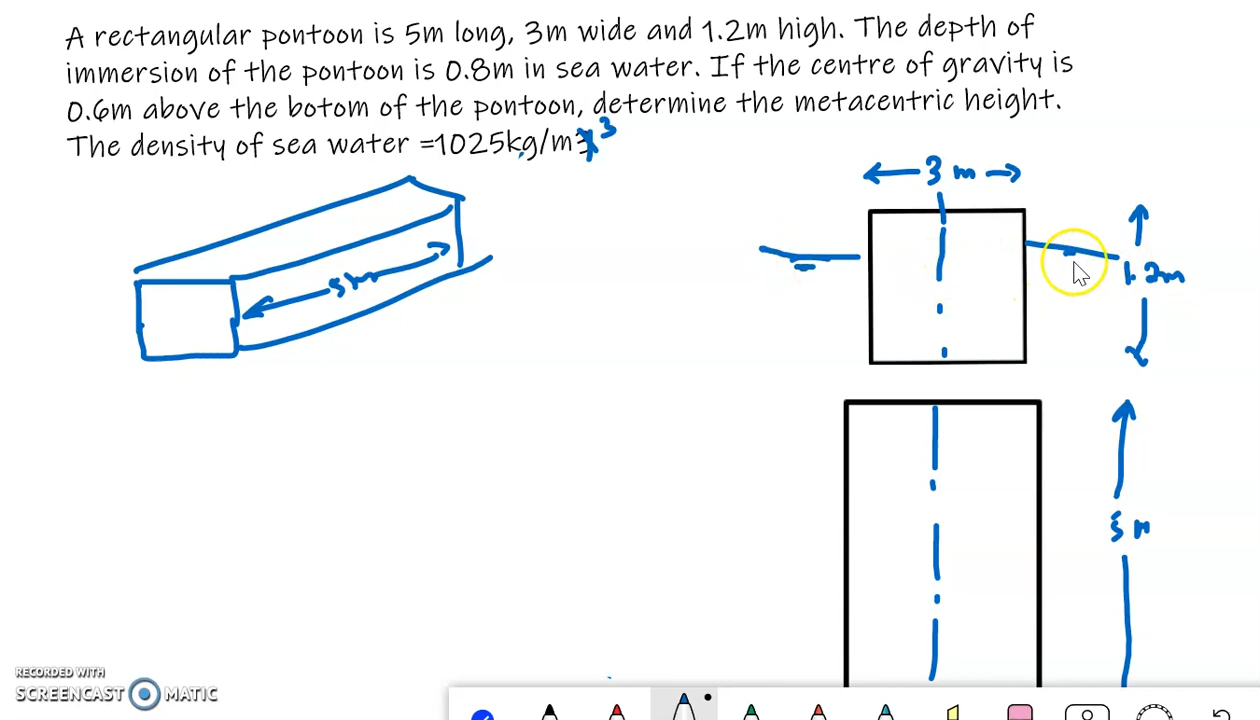 A rectangular pontoon is 5m long, 3m wide and 1.2m high. The depth of
immersion of the pontoon is 0.8m in sea water. If the centre of gravity is
0.6m above the botom of the pontoon, determine the metacentric height.
The density of sea water =1025kg/m3
3 m
5m
1.2m
5 m
RECORDED WITH
SCREENCAST MATIC